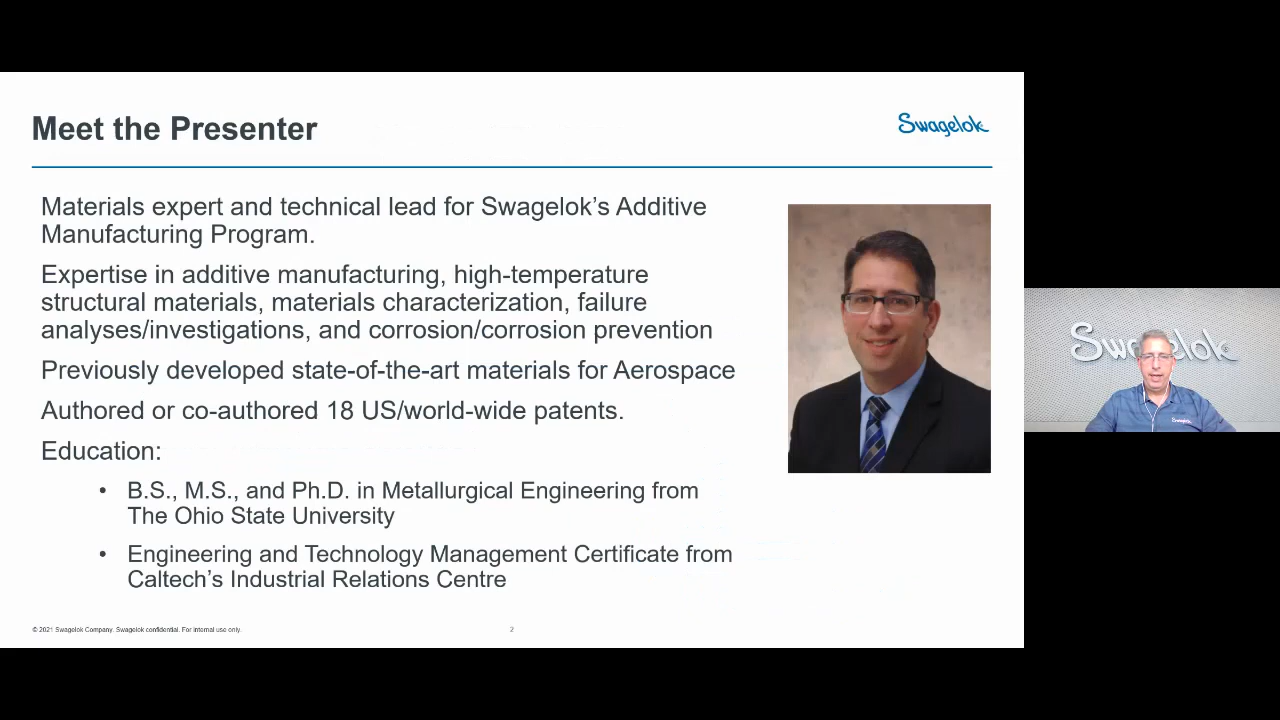 Meet the Presenter
Swagelok
Materials expert and technical lead for Swagelok's Additive
Manufacturing Program.
Expertise in additive manufacturing, high-temperature
structural materials, materials characterization, failure
analyses/investigations, and corrosion/corrosion prevention
Previously developed state-of-the-art materials for Aerospace
Authored or co-authored 18 US/world-wide patents.
Education:
• B.S., M.S., and Ph.D. in Metallurgical Engineering from
The Ohio State University
• Engineering and Technology Management Certificate from
Caltech's Industrial Relations Centre
© 2021 Swagelok Company. Swagelok confidential. For internal use only.
2
Swagelok
Swagelok